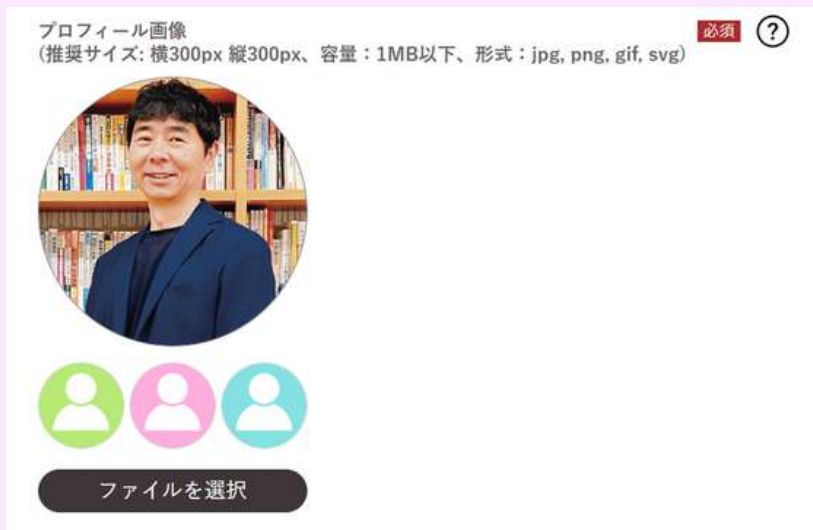 プロフィール画像
(推奨サイズ: 横300px 縦300px、容量：1MB以下、形式：jpg, png, gif, svg)
必須 ?
ファイルを選択